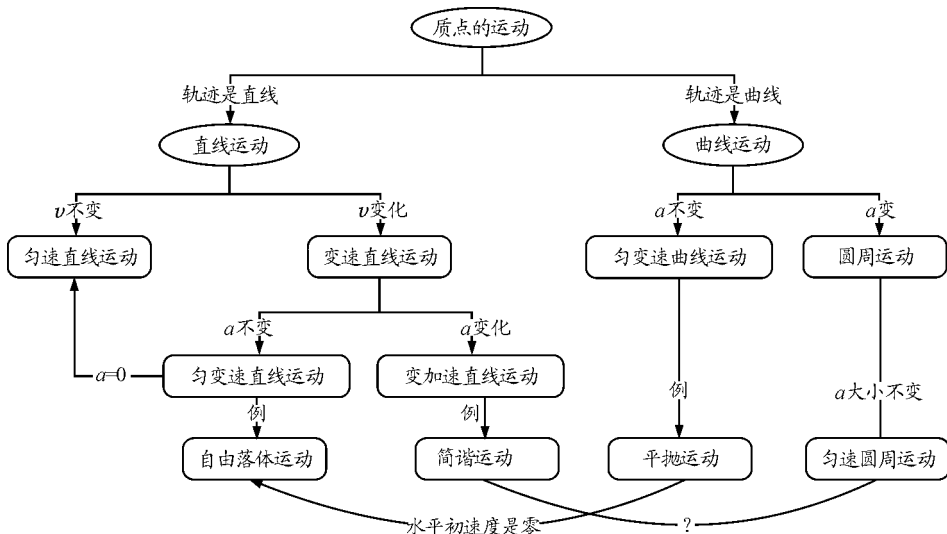 质点的运动
轨迹是直线
轨迹是曲线
直线运动
曲线运动
v不变
v变化
a不变
a变
匀速直线运动
变速直线运动
匀变速曲线运动
圆周运动
a不变
a变化
a=0
匀变速直线运动
变加速直线运动
例
例
例
a大小不变
自由落体运动
简谐运动
平抛运动
匀速圆周运动
水平初速度是零
?